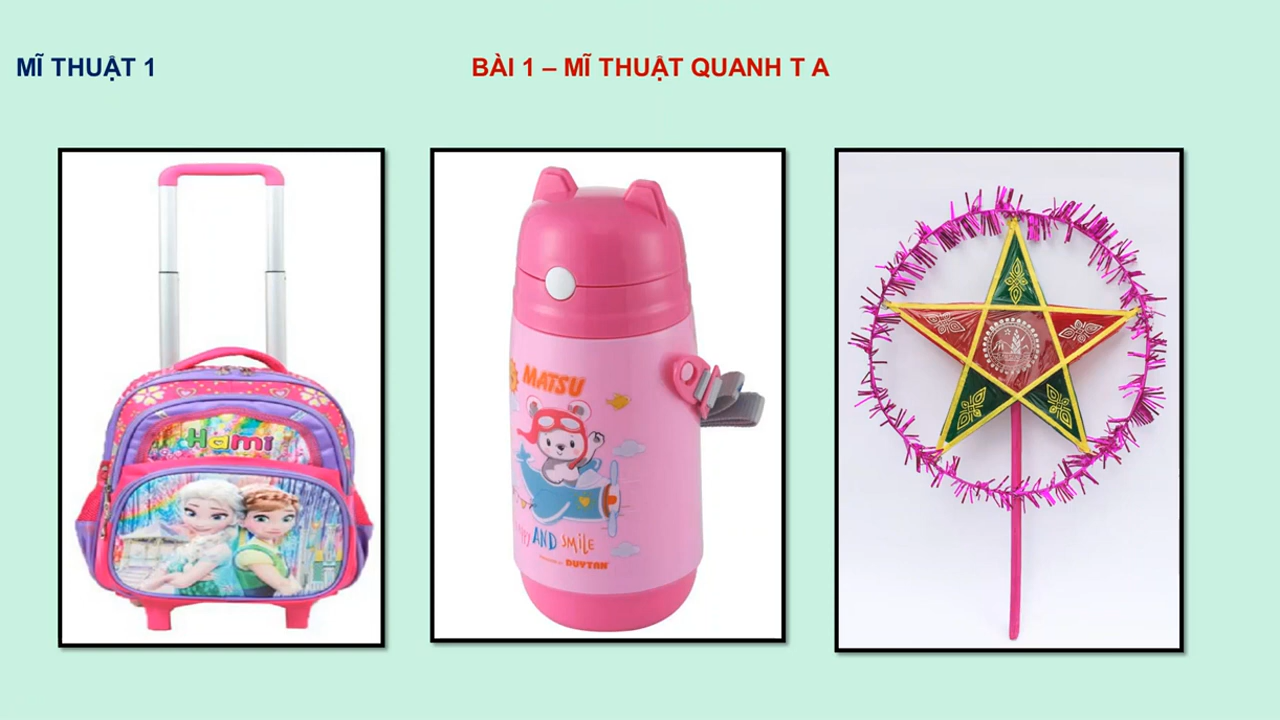 MĨ THUẬT 1
BÀI 1 – MĨ THUẬT QUANH T A
Hami
MATSU
AND SMILE
DUYTAN